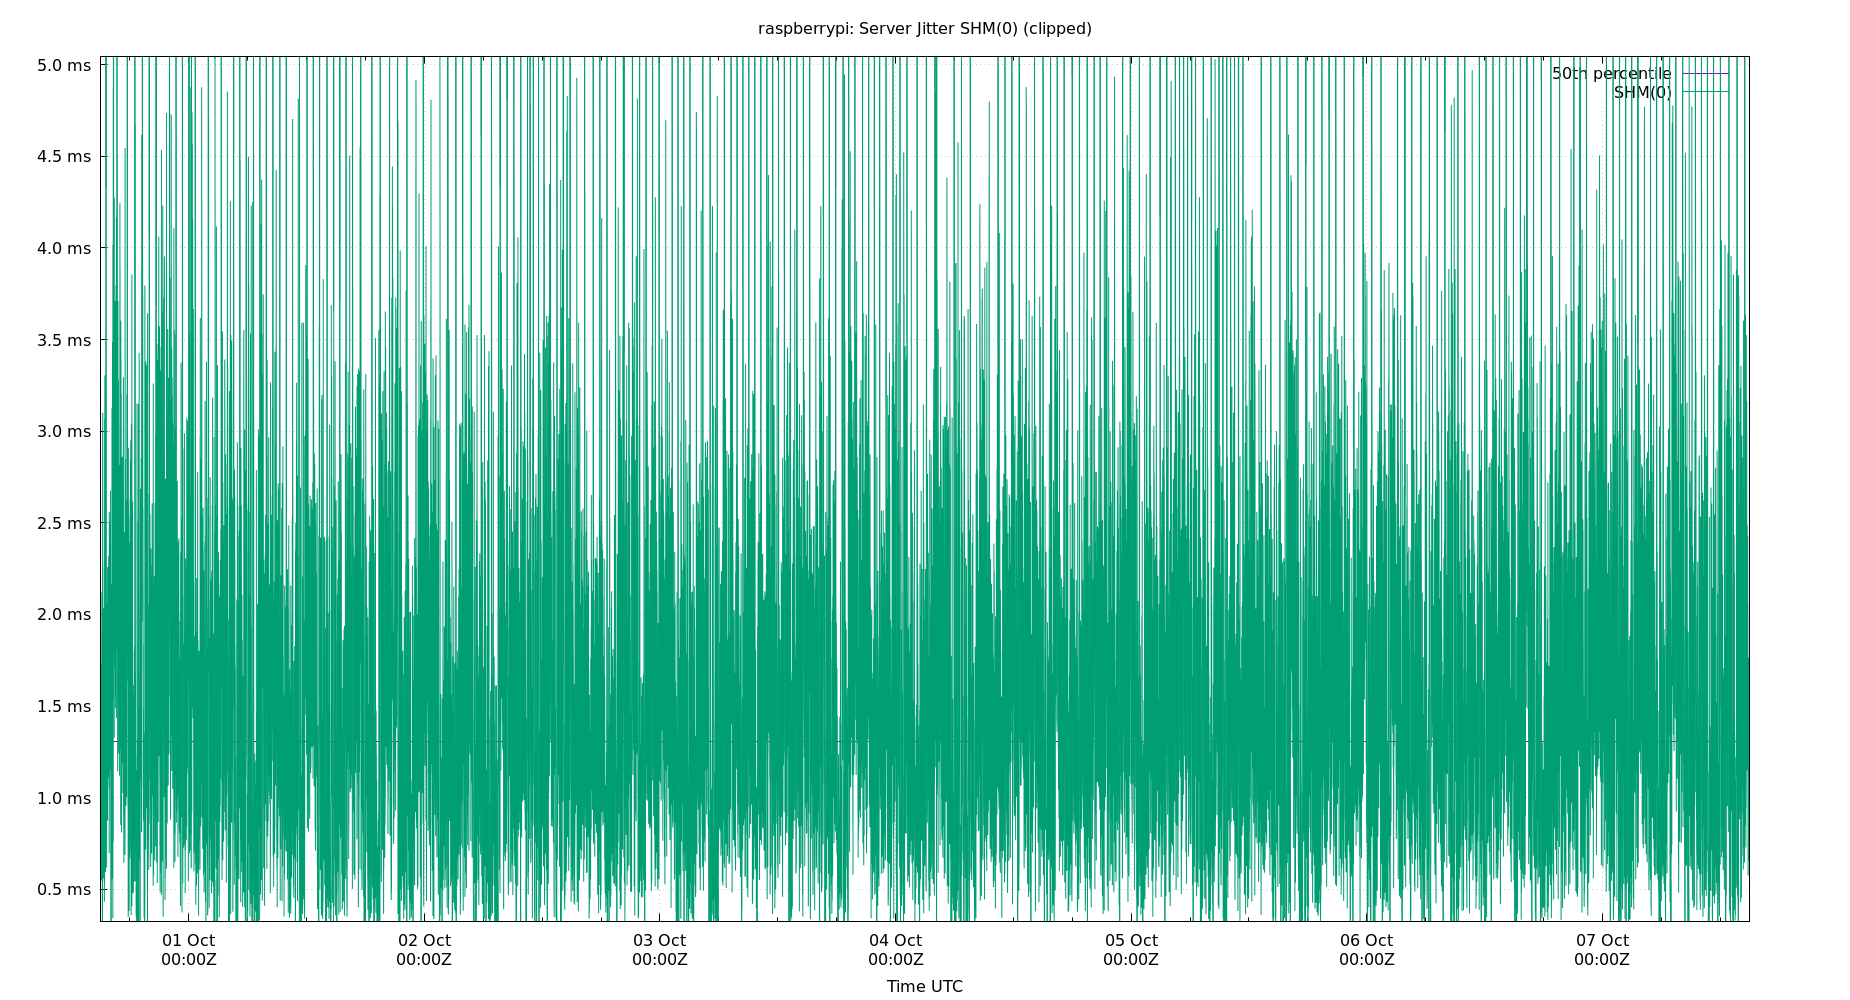 raspberrypi: Server Jitter SHM(0) (clipped)
5.0 ms
50th percentile
SHM(0)
4.5 ms
4.0 ms
3.5 ms
3.0 ms
2.5 ms
2.0 ms
1.5 ms
1.0 ms
0.5 ms
01 Oct 02 Oct 03 Oct 04 Oct 05 Oct 06 Oct 07 Oct
00:00Z 00:00Z 00:00Z 00:00Z 00:00Z 00:00Z 00:00Z
Time UTC